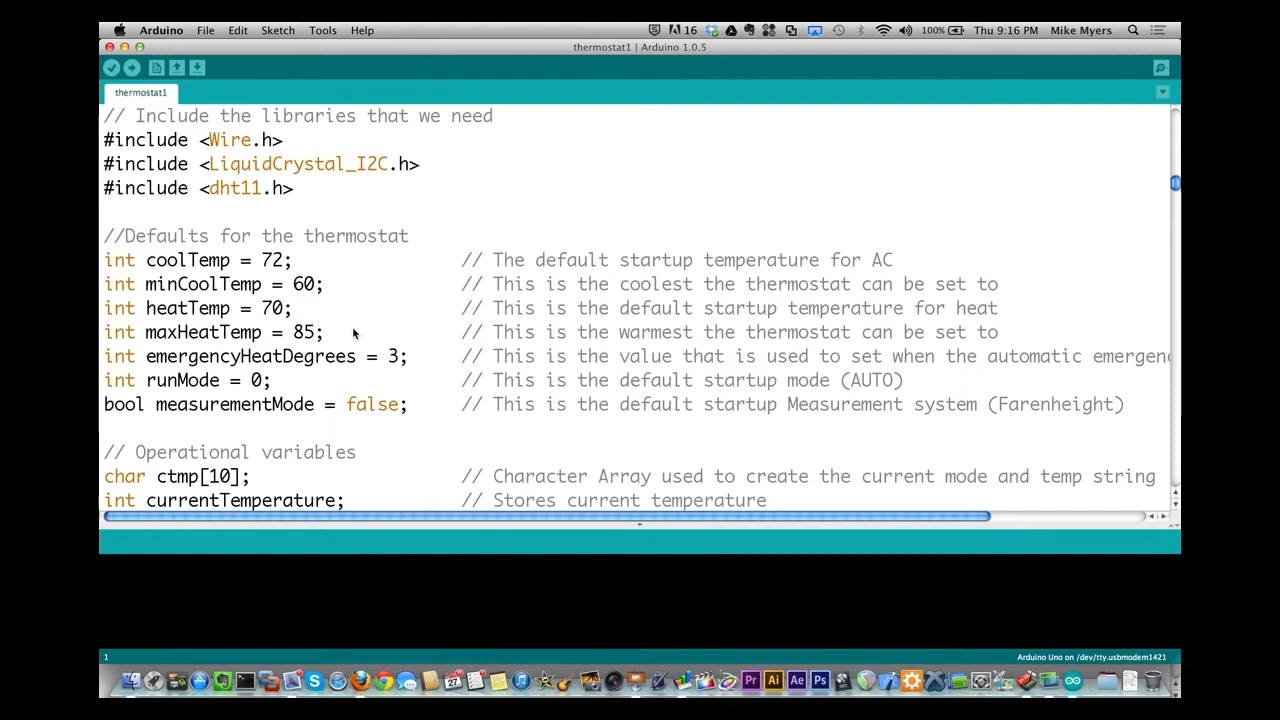 Arduino File Edit Sketch Tools Help 16 100% Thu 9:16 PM Mike Myers
thermostat1 | Arduino 1.0.5
thermostat1
// Include the libraries that we need
#include <Wire.h>
#include <LiquidCrystal_I2C.h>
#include <dht11.h>
//Defaults for the thermostat
int coolTemp = 72; // The default startup temperature for AC
int minCoolTemp = 60; // This is the coolest the thermostat can be set to
int heatTemp = 70; // This is the default startup temperature for heat
int maxHeatTemp = 85; // This is the warmest the thermostat can be set to
int emergencyHeatDegrees = 3; // This is the value that is used to set when the automatic emergenc
int runMode = 0; // This is the default startup mode (AUTO)
bool measurementMode = false; // This is the default startup Measurement system (Farenheight)
// Operational variables
char ctmp[10]; // Character Array used to create the current mode and temp string
int currentTemperature; // Stores current temperature
1 Arduino Uno on /dev/tty.usbmodem1421
27 Pr Ai Ae Ps